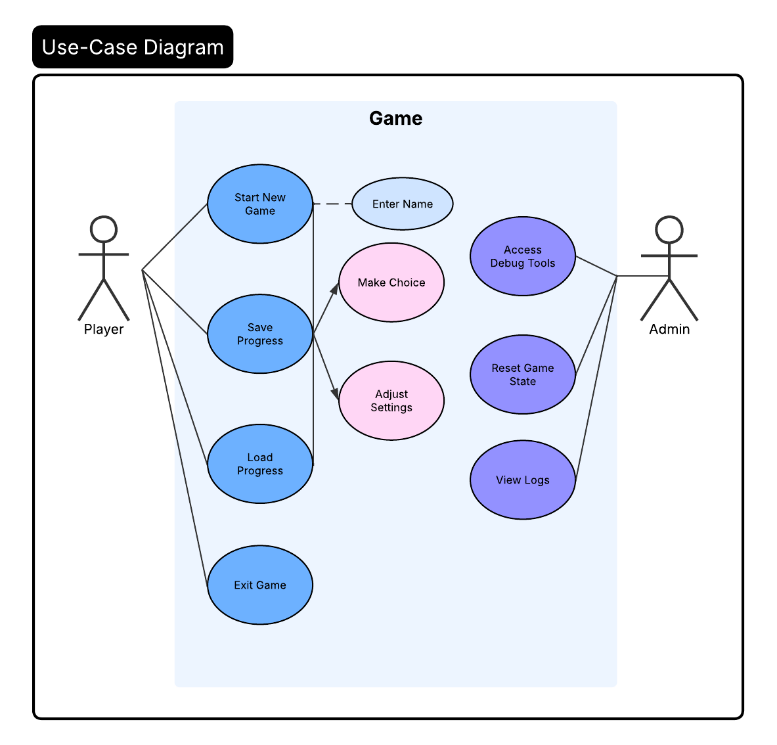 Use-Case Diagram
Game
Start New
Game
Enter Name
Access
Debug Tools
Make Choice
Player
Admin
Save
Progress
Reset Game
State
Adjust
Settings
Load
Progress
View Logs
Exit Game